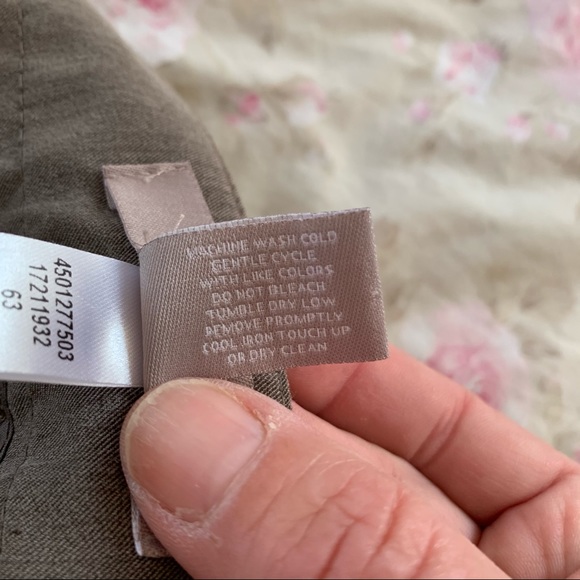 MACHINE WASH COLD
GENTLE CYCLE
WITH LIKE COLORS
DO NOT BLEACH
TUMBLE DRY LOW
REMOVE PROMPTLY
COOL IRON TOUCH UP
OR DRY CLEAN
4501277503
17211932
63